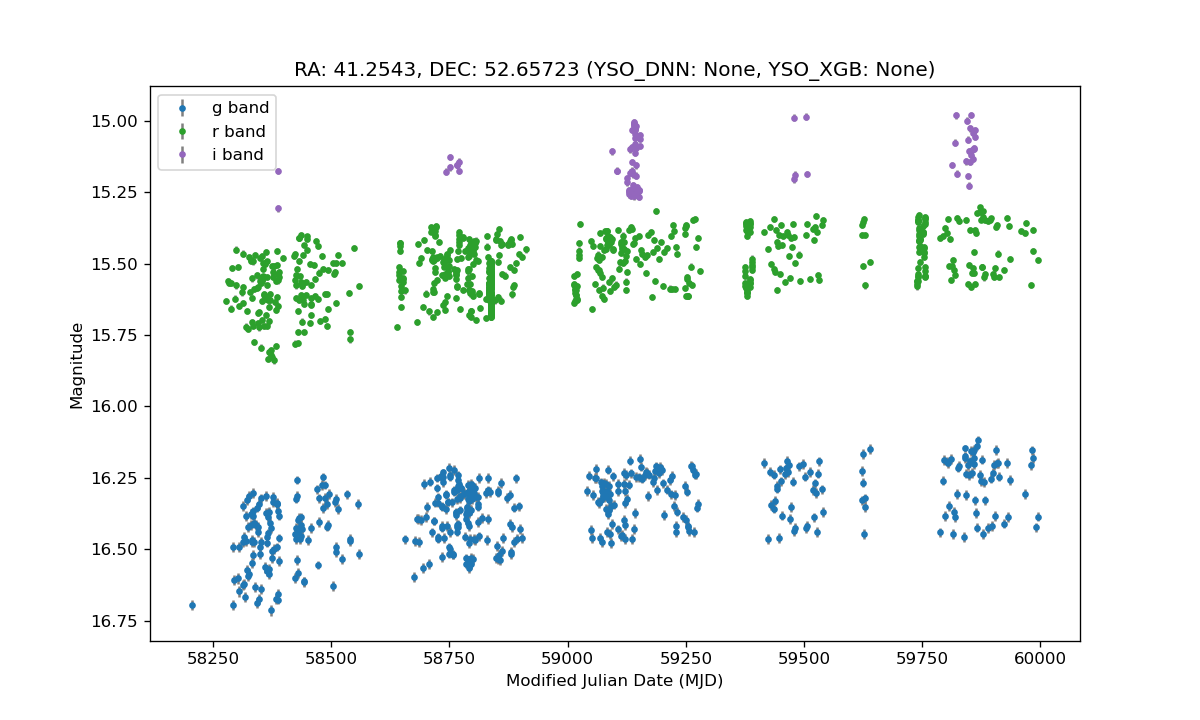 RA: 41.2543, DEC: 52.65723 (YSO_DNN: None, YSO_XGB: None)
g band
r band
i band
15.00
15.25
15.50
15.75
16.00
16.25
16.50
16.75
Magnitude
58250 58500 58750 59000 59250 59500 59750 60000
Modified Julian Date (MJD)